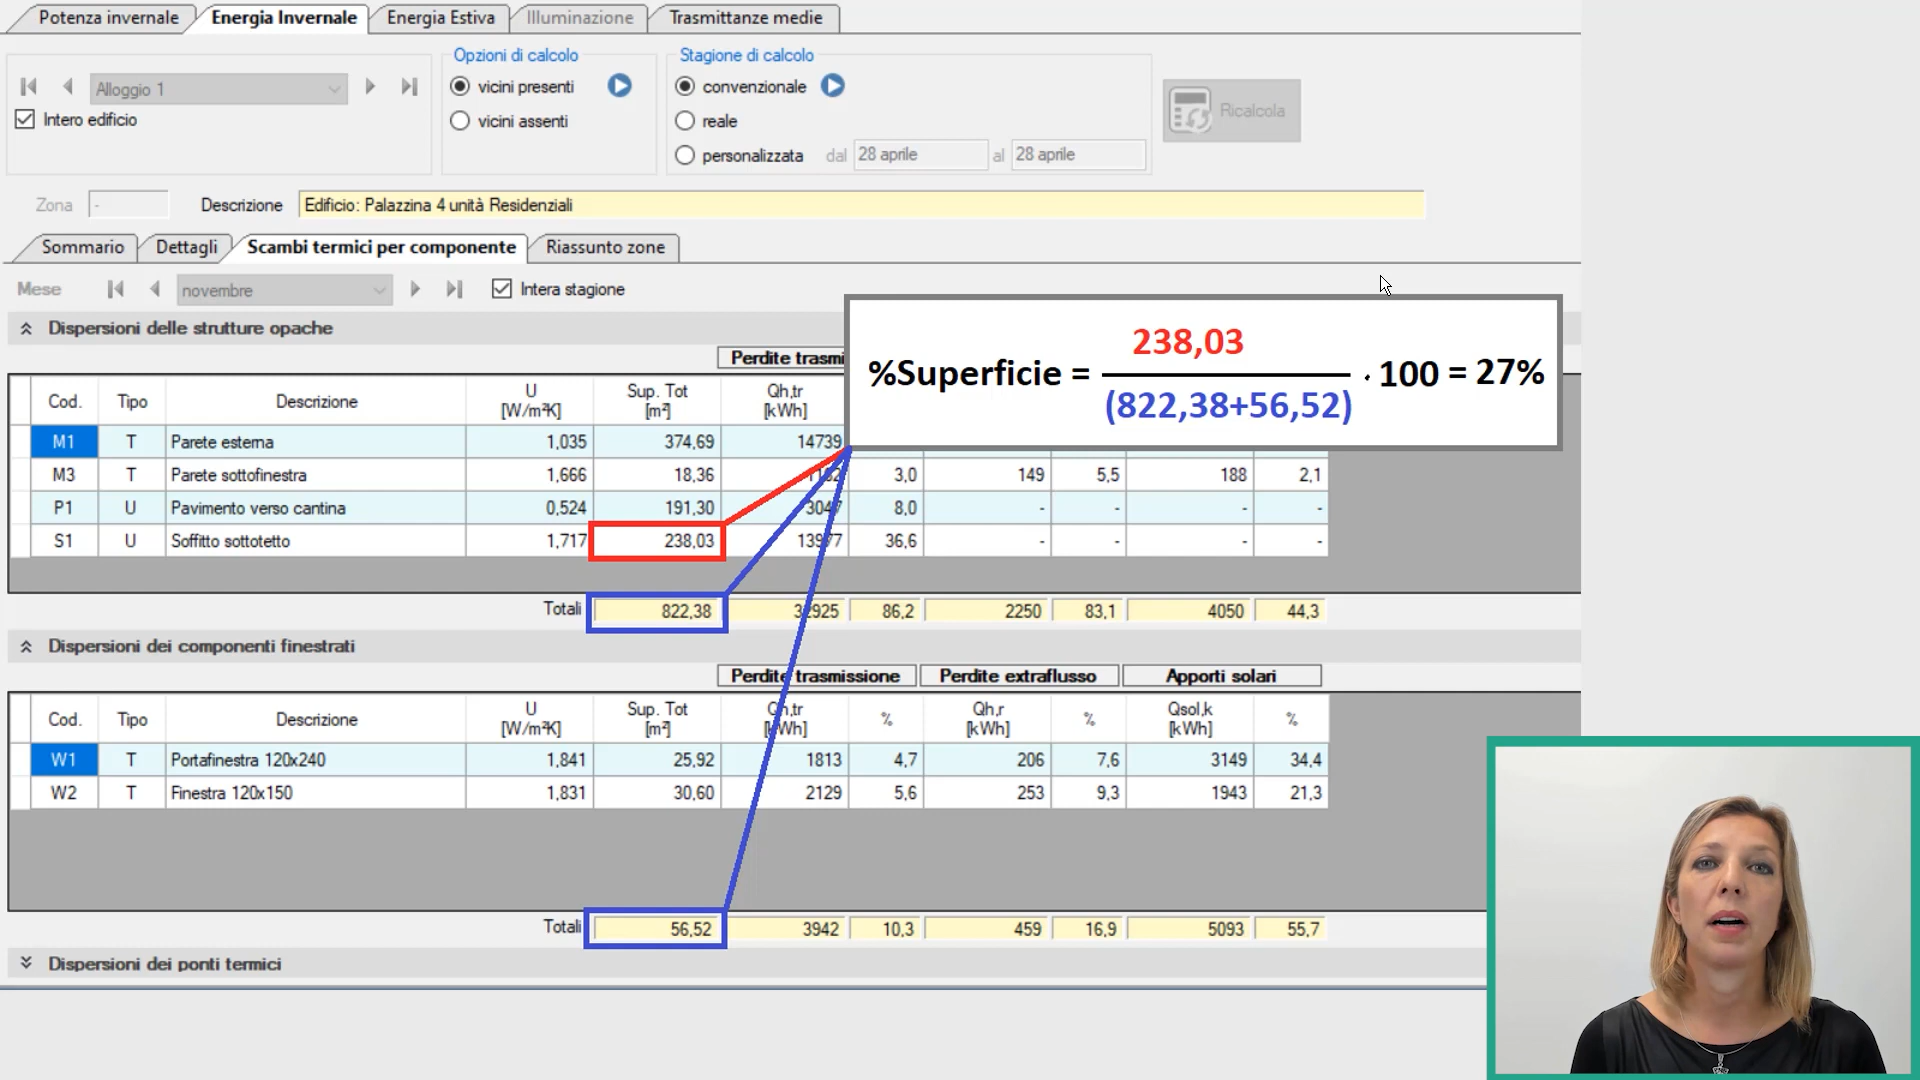 Potenza invernale Energia Invernale Energia Estiva Illuminazione Trasmittanze medie
Opzioni di calcolo Stagione di calcolo
Alloggio 1 vicini presenti convenzionale
Ricalcola
Intero edificio vicini assenti reale
personalizzata dal 28 aprile al 28 aprile
Zona - Descrizione Edificio: Palazzina 4 unità Residenziali
Sommario Dettagli Scambi termici per componente Riassunto zone
Mese novembre Intera stagione
Dispersioni delle strutture opache
%Superficie = 238,03 / (822,38+56,52) · 100 = 27%
Cod. Tipo Descrizione U [W/m²K] Sup. Tot [m²] Qh,tr [kWh]
M1 T Parete esterna 1,035 374,69 14739
M3 T Parete sottofinestra 1,666 18,36 3,0 149 5,5 188 2,1
P1 U Pavimento verso cantina 0,524 191,30 3047 8,0 - - - -
S1 U Soffitto sottotetto 1,717 238,03 13977 36,6 - - - -
Totali 822,38 32925 86,2 2250 83,1 4050 44,3
Dispersioni dei componenti finestrati
Perdite trasmissione Perdite extraflusso Apporti solari
Cod. Tipo Descrizione U [W/m²K] Sup. Tot [m²] Qh,tr [kWh] % Qh,r [kWh] % Qsol,k [kWh] %
W1 T Portafinestra 120x240 1,841 25,92 1813 4,7 206 7,6 3149 34,4
W2 T Finestra 120x150 1,831 30,60 2129 5,6 253 9,3 1943 21,3
Totali 56,52 3942 10,3 459 16,9 5093 55,7
Dispersioni dei ponti termici